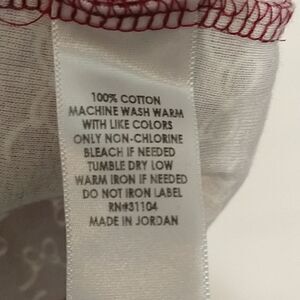 100% COTTON
MACHINE WASH WARM
WITH LIKE COLORS
ONLY NON-CHLORINE
BLEACH IF NEEDED
TUMBLE DRY LOW
WARM IRON IF NEEDED
DO NOT IRON LABEL
RN#31104
MADE IN JORDAN